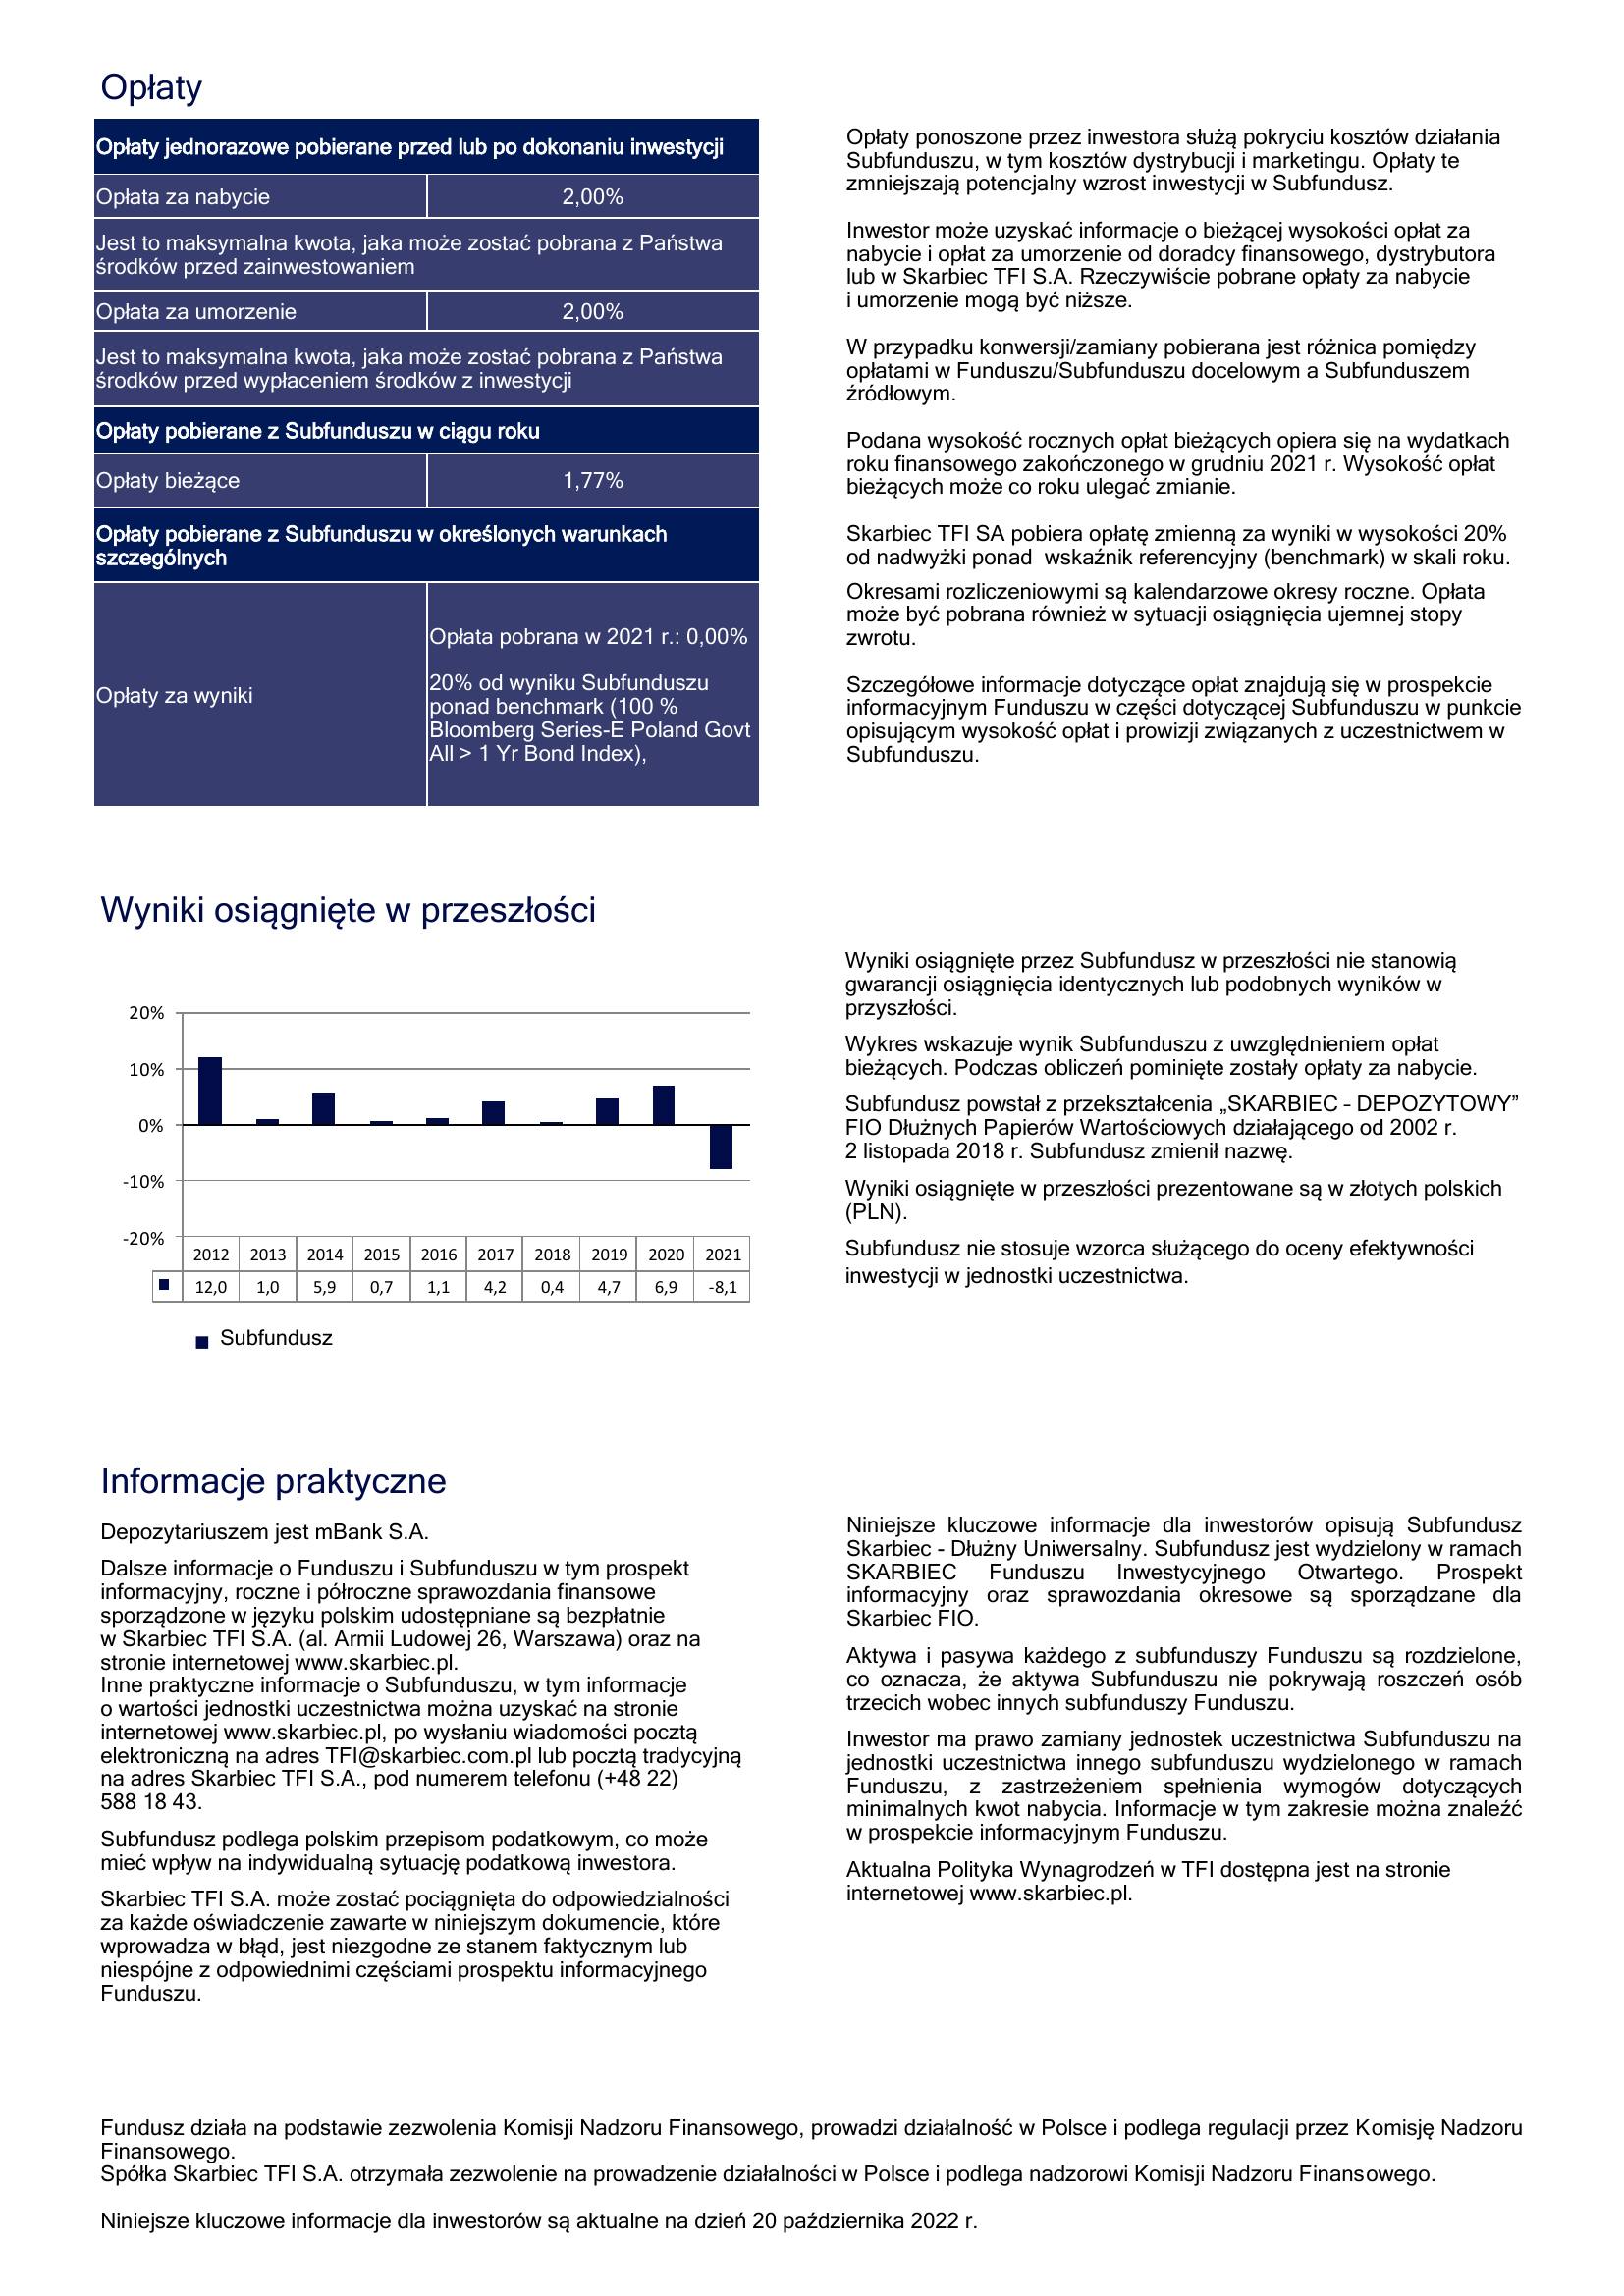 Opłaty
Opłaty jednorazowe pobierane przed lub po dokonaniu inwestycji
Opłata za nabycie 2,00%
Jest to maksymalna kwota, jaka może zostać pobrana z Państwa
środków przed zainwestowaniem
Opłata za umorzenie 2,00%
Jest to maksymalna kwota, jaka może zostać pobrana z Państwa
środków przed wypłaceniem środków z inwestycji
Opłaty pobierane z Subfunduszu w ciągu roku
Opłaty bieżące 1,77%
Opłaty pobierane z Subfunduszu w określonych warunkach
szczególnych
Opłaty za wyniki
Opłata pobrana w 2021 r.: 0,00%
20% od wyniku Subfunduszu
ponad benchmark (100 %
Bloomberg Series-E Poland Govt
All > 1 Yr Bond Index),
Opłaty ponoszone przez inwestora służą pokryciu kosztów działania
Subfunduszu, w tym kosztów dystrybucji i marketingu. Opłaty te
zmniejszają potencjalny wzrost inwestycji w Subfundusz.
Inwestor może uzyskać informacje o bieżącej wysokości opłat za
nabycie i opłat za umorzenie od doradcy finansowego, dystrybutora
lub w Skarbiec TFI S.A. Rzeczywiście pobrane opłaty za nabycie
i umorzenie mogą być niższe.
W przypadku konwersji/zamiany pobierana jest różnica pomiędzy
opłatami w Funduszu/Subfunduszu docelowym a Subfunduszem
źródłowym.
Podana wysokość rocznych opłat bieżących opiera się na wydatkach
roku finansowego zakończonego w grudniu 2021 r. Wysokość opłat
bieżących może co roku ulegać zmianie.
Skarbiec TFI SA pobiera opłatę zmienną za wyniki w wysokości 20%
od nadwyżki ponad wskaźnik referencyjny (benchmark) w skali roku.
Okresami rozliczeniowymi są kalendarzowe okresy roczne. Opłata
może być pobrana również w sytuacji osiągnięcia ujemnej stopy
zwrotu.
Szczegółowe informacje dotyczące opłat znajdują się w prospekcie
informacyjnym Funduszu w części dotyczącej Subfunduszu w punkcie
opisującym wysokość opłat i prowizji związanych z uczestnictwem w
Subfunduszu.
Wyniki osiągnięte w przeszłości
20%
10%
0%
-10%
-20%
2012 2013 2014 2015 2016 2017 2018 2019 2020 2021
12,0 1,0 5,9 0,7 1,1 4,2 0,4 4,7 6,9 -8,1
Subfundusz
Wyniki osiągnięte przez Subfundusz w przeszłości nie stanowią
gwarancji osiągnięcia identycznych lub podobnych wyników w
przyszłości.
Wykres wskazuje wynik Subfunduszu z uwzględnieniem opłat
bieżących. Podczas obliczeń pominięte zostały opłaty za nabycie.
Subfundusz powstał z przekształcenia „SKARBIEC - DEPOZYTOWY”
FIO Dłużnych Papierów Wartościowych działającego od 2002 r.
2 listopada 2018 r. Subfundusz zmienił nazwę.
Wyniki osiągnięte w przeszłości prezentowane są w złotych polskich
(PLN).
Subfundusz nie stosuje wzorca służącego do oceny efektywności
inwestycji w jednostki uczestnictwa.
Informacje praktyczne
Depozytariuszem jest mBank S.A.
Dalsze informacje o Funduszu i Subfunduszu w tym prospekt
informacyjny, roczne i półroczne sprawozdania finansowe
sporządzone w języku polskim udostępniane są bezpłatnie
w Skarbiec TFI S.A. (al. Armii Ludowej 26, Warszawa) oraz na
stronie internetowej www.skarbiec.pl.
Inne praktyczne informacje o Subfunduszu, w tym informacje
o wartości jednostki uczestnictwa można uzyskać na stronie
internetowej www.skarbiec.pl, po wysłaniu wiadomości pocztą
elektroniczną na adres TFI@skarbiec.com.pl lub pocztą tradycyjną
na adres Skarbiec TFI S.A., pod numerem telefonu (+48 22)
588 18 43.
Subfundusz podlega polskim przepisom podatkowym, co może
mieć wpływ na indywidualną sytuację podatkową inwestora.
Skarbiec TFI S.A. może zostać pociągnięta do odpowiedzialności
za każde oświadczenie zawarte w niniejszym dokumencie, które
wprowadza w błąd, jest niezgodne ze stanem faktycznym lub
niespójne z odpowiednimi częściami prospektu informacyjnego
Funduszu.
Niniejsze kluczowe informacje dla inwestorów opisują Subfundusz
Skarbiec - Dłużny Uniwersalny. Subfundusz jest wydzielony w ramach
SKARBIEC Funduszu Inwestycyjnego Otwartego. Prospekt
informacyjny oraz sprawozdania okresowe są sporządzane dla
Skarbiec FIO.
Aktywa i pasywa każdego z subfunduszy Funduszu są rozdzielone,
co oznacza, że aktywa Subfunduszu nie pokrywają roszczeń osób
trzecich wobec innych subfunduszy Funduszu.
Inwestor ma prawo zamiany jednostek uczestnictwa Subfunduszu na
jednostki uczestnictwa innego subfunduszu wydzielonego w ramach
Funduszu, z zastrzeżeniem spełnienia wymogów dotyczących
minimalnych kwot nabycia. Informacje w tym zakresie można znaleźć
w prospekcie informacyjnym Funduszu.
Aktualna Polityka Wynagrodzeń w TFI dostępna jest na stronie
internetowej www.skarbiec.pl.
Fundusz działa na podstawie zezwolenia Komisji Nadzoru Finansowego, prowadzi działalność w Polsce i podlega regulacji przez Komisję Nadzoru
Finansowego.
Spółka Skarbiec TFI S.A. otrzymała zezwolenie na prowadzenie działalności w Polsce i podlega nadzorowi Komisji Nadzoru Finansowego.
Niniejsze kluczowe informacje dla inwestorów są aktualne na dzień 20 października 2022 r.